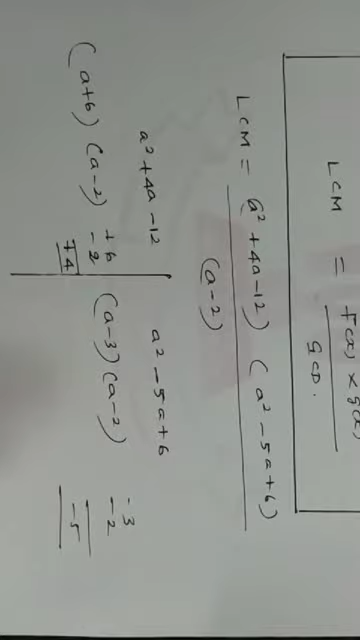 LCM = f(x) × g(x)
gcd.
LCM = (a² + 4a - 12) (a² - 5a + 6)
(a - 2)
a² + 4a - 12
a² - 5a + 6
(a+6) (a-2)
+6
-2
+4
(a-3) (a-2)
-3
-2
-5